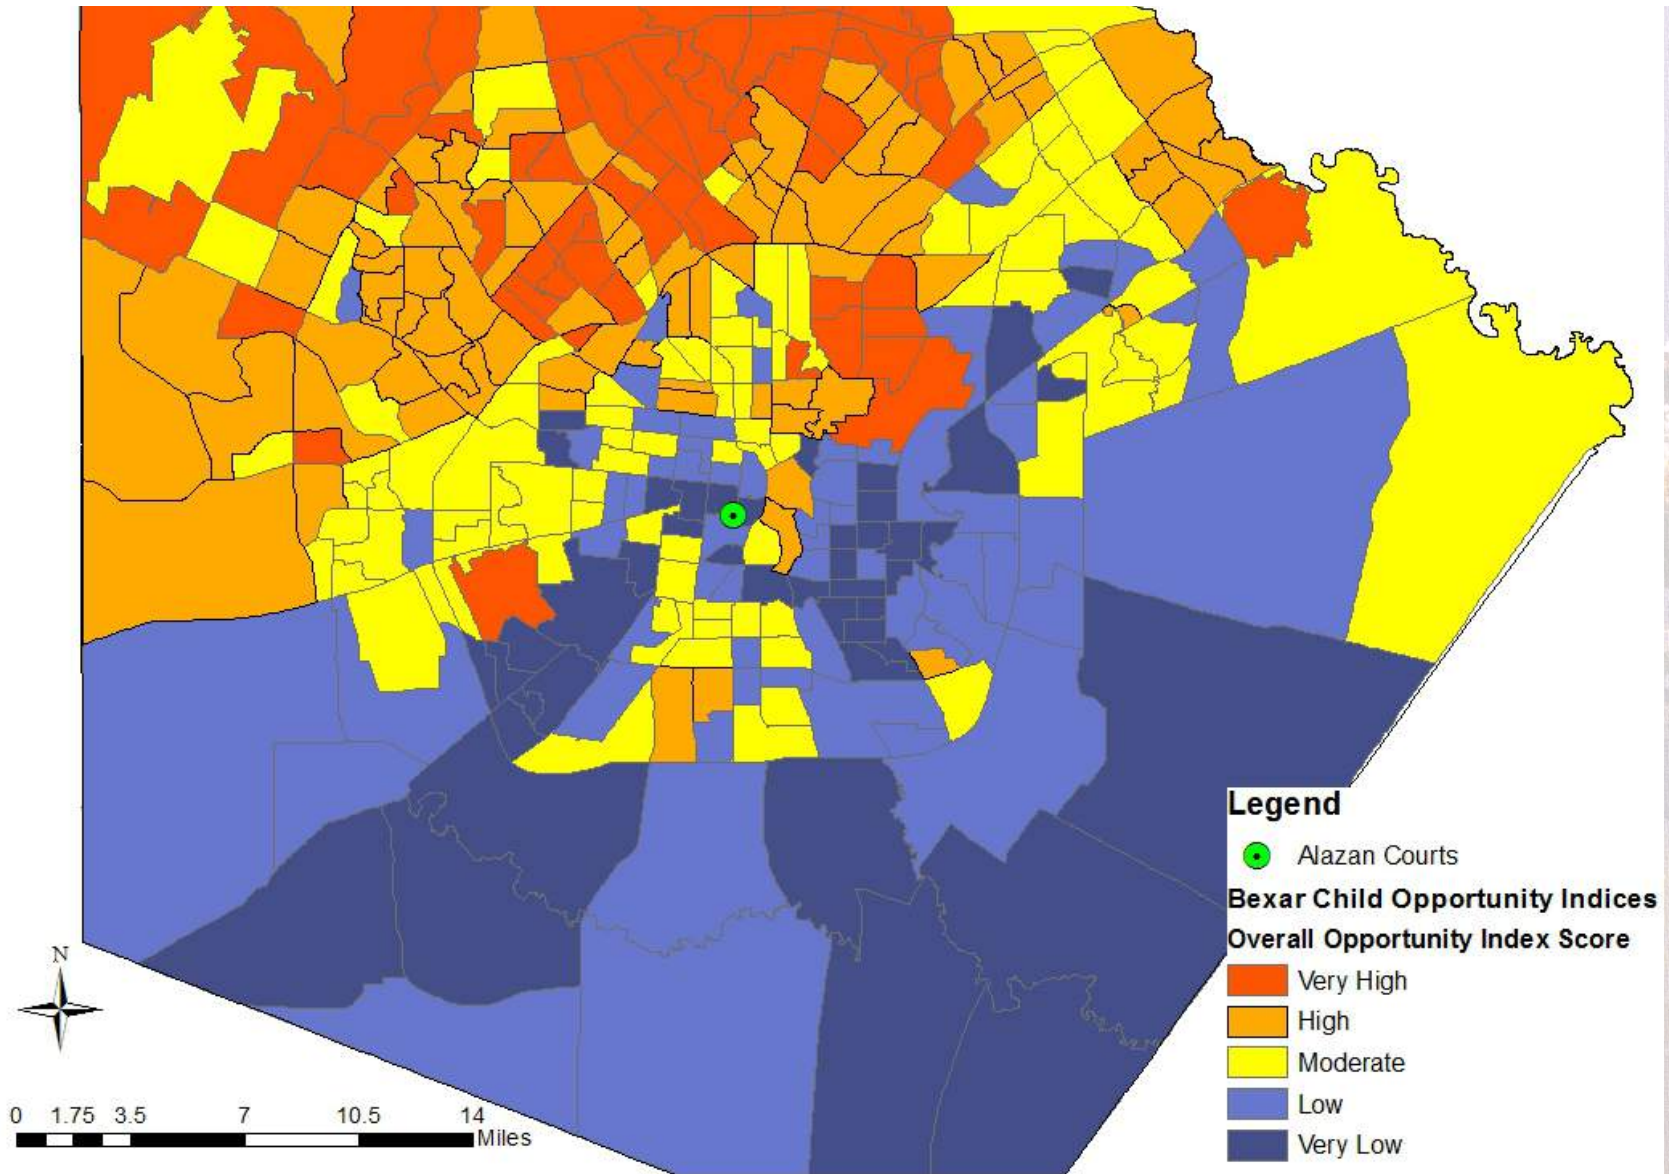 Legend
Alazan Courts
Bexar Child Opportunity Indices
Overall Opportunity Index Score
Very High
High
Moderate
Low
Very Low
N
0 1.75 3.5 7 10.5 14
Miles